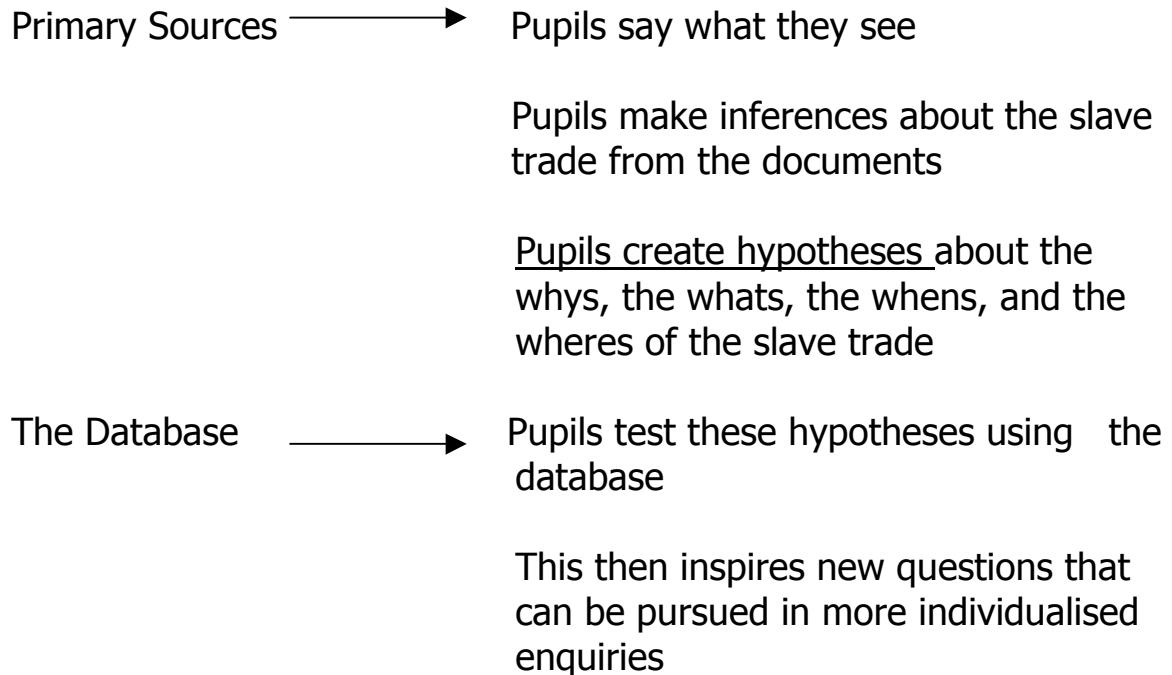 Primary Sources Pupils say what they see
Pupils make inferences about the slave
trade from the documents
Pupils create hypotheses about the
whys, the whats, the whens, and the
wheres of the slave trade
The Database Pupils test these hypotheses using the
database
This then inspires new questions that
can be pursued in more individualised
enquiries